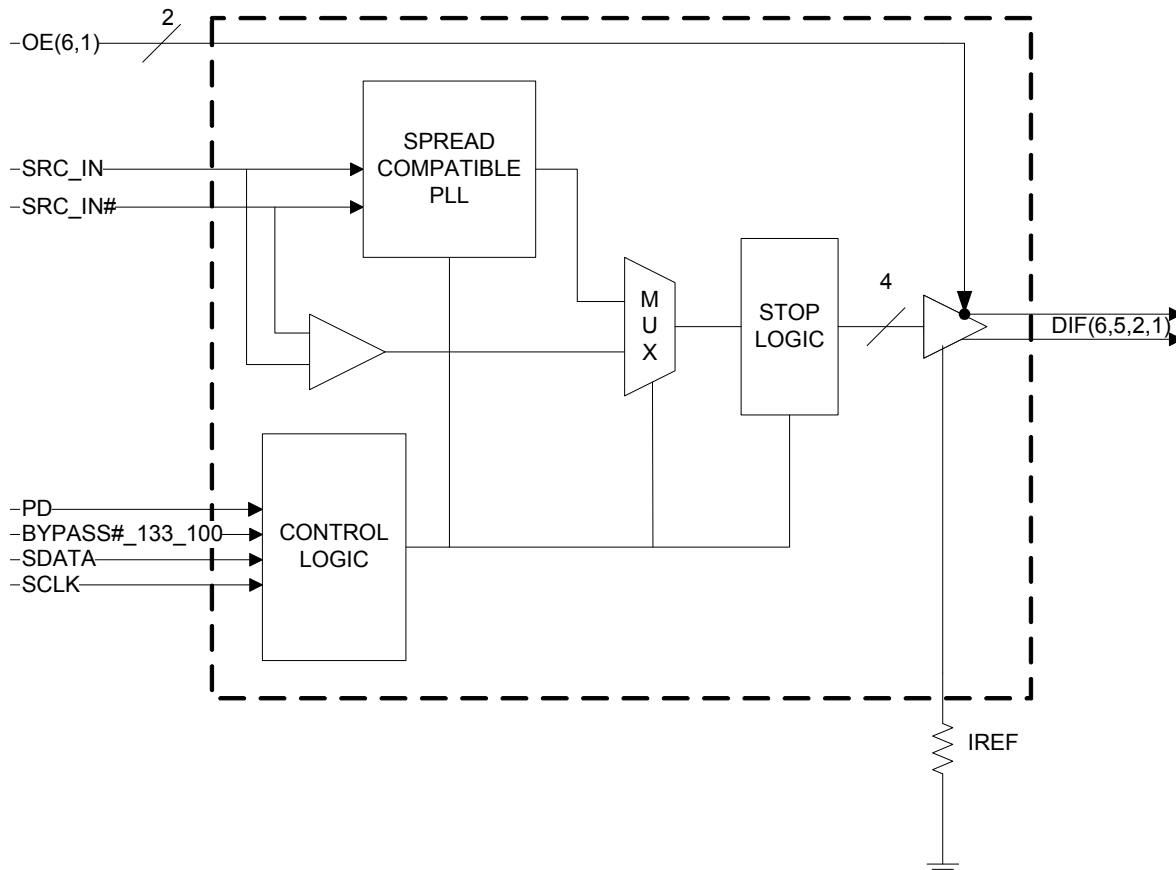 2
OE(6,1)
SPREAD
COMPATIBLE
PLL
SRC_IN
SRC_IN#
MUX
STOP
LOGIC
4
DIF(6,5,2,1)
PD
BYPASS#_133_100
SDATA
SCLK
CONTROL
LOGIC
IREF